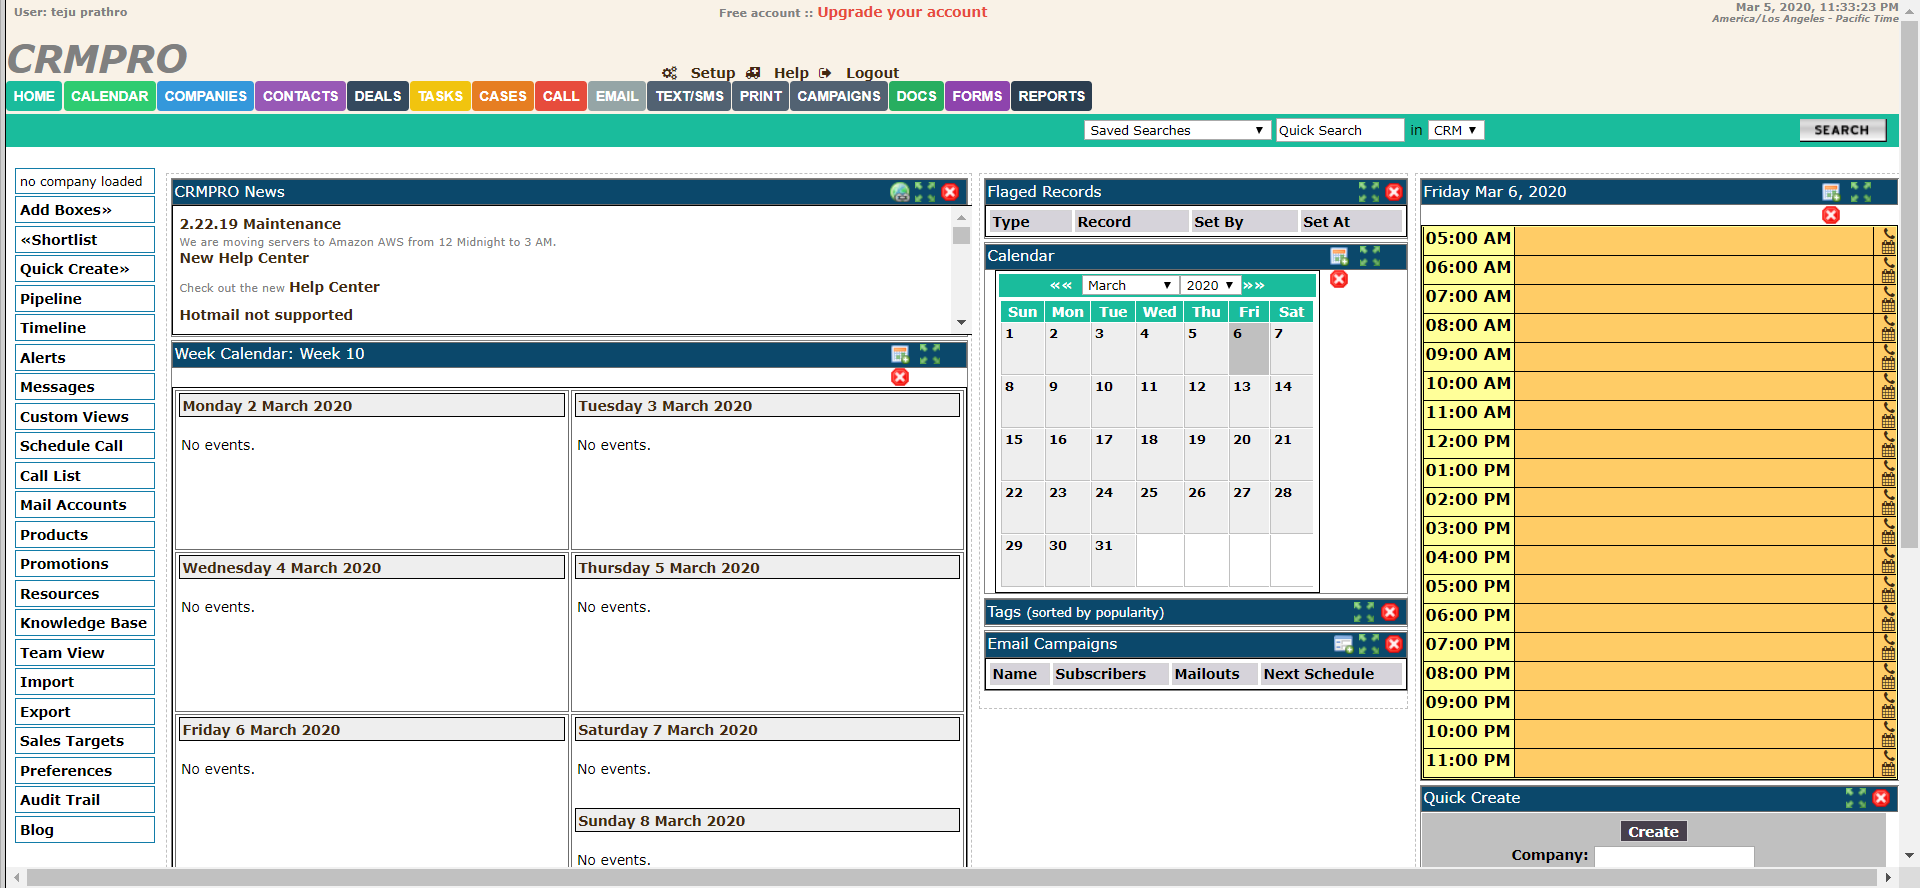 User: teju prathro
Free account :: Upgrade your account
Mar 5, 2020, 11:33:23 PM
America/Los Angeles - Pacific Time
CRMPRO
Setup Help Logout
HOME CALENDAR COMPANIES CONTACTS DEALS TASKS CASES CALL EMAIL TEXT/SMS PRINT CAMPAIGNS DOCS FORMS REPORTS
Saved Searches Quick Search in CRM SEARCH
no company loaded
Add Boxes»
«Shortlist
Quick Create»
Pipeline
Timeline
Alerts
Messages
Custom Views
Schedule Call
Call List
Mail Accounts
Products
Promotions
Resources
Knowledge Base
Team View
Import
Export
Sales Targets
Preferences
Audit Trail
Blog
CRMPRO News
2.22.19 Maintenance
We are moving servers to Amazon AWS from 12 Midnight to 3 AM.
New Help Center
Check out the new Help Center
Hotmail not supported
Week Calendar: Week 10
Monday 2 March 2020 Tuesday 3 March 2020
No events. No events.
Wednesday 4 March 2020 Thursday 5 March 2020
No events. No events.
Friday 6 March 2020 Saturday 7 March 2020
No events. No events.
Sunday 8 March 2020
No events.
Flaged Records
Type Record Set By Set At
Calendar
«« March 2020 »»
Sun Mon Tue Wed Thu Fri Sat
1 2 3 4 5 6 7
8 9 10 11 12 13 14
15 16 17 18 19 20 21
22 23 24 25 26 27 28
29 30 31
Tags (sorted by popularity)
Email Campaigns
Name Subscribers Mailouts Next Schedule
Friday Mar 6, 2020
05:00 AM
06:00 AM
07:00 AM
08:00 AM
09:00 AM
10:00 AM
11:00 AM
12:00 PM
01:00 PM
02:00 PM
03:00 PM
04:00 PM
05:00 PM
06:00 PM
07:00 PM
08:00 PM
09:00 PM
10:00 PM
11:00 PM
Quick Create
Create
Company: